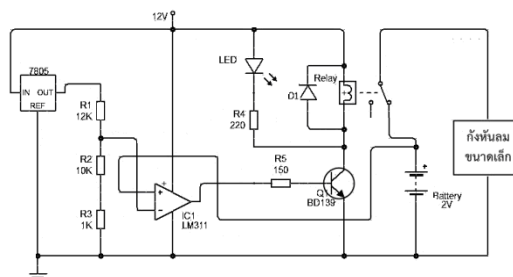 12V
7805
IN OUT
REF
R1
12K
R2
10K
R3
1K
LED
R4
220
D1
Relay
R5
150
Q1
BD139
+
−
+
IC1
LM311
+
Battery
2V
กังหันลม
ขนาดเล็ก